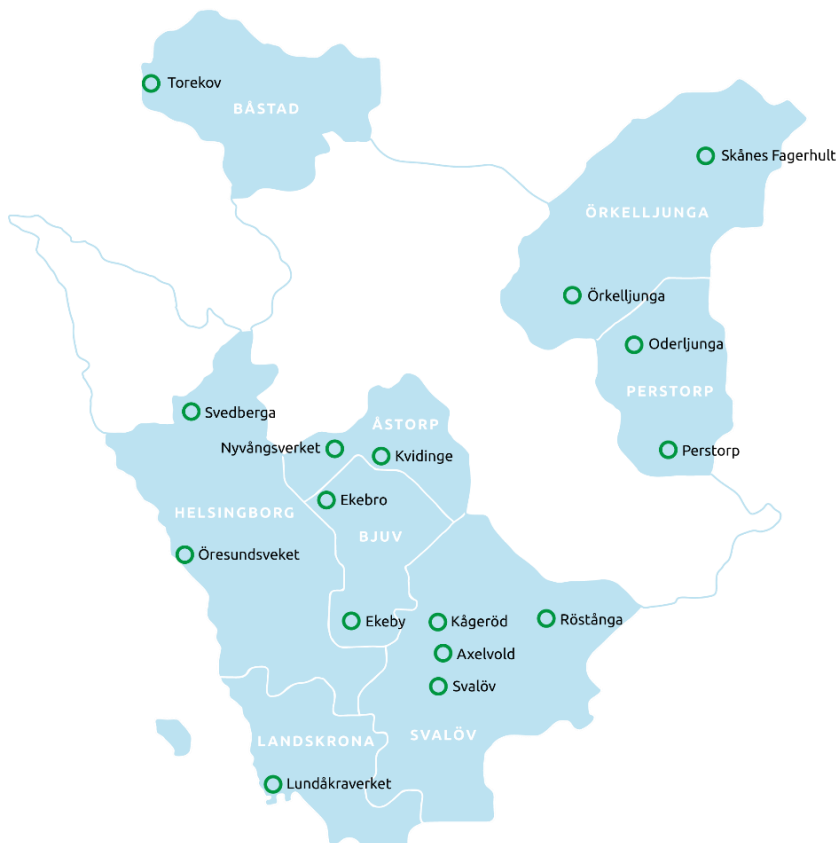 Torekov
BÅSTAD
Skånes Fagerhult
ÖRKELLJUNGA
Örkelljunga
Oderljunga
PERSTORP
Perstorp
Svedberga
ÅSTORP
Nyvångsverket
Kvidinge
Ekebro
HELSINGBORG
BJUV
Öresundsveket
Ekeby
Kågeröd
Röstånga
Axelvold
Svalöv
SVALÖV
LANDSKRONA
Lundåkraverket